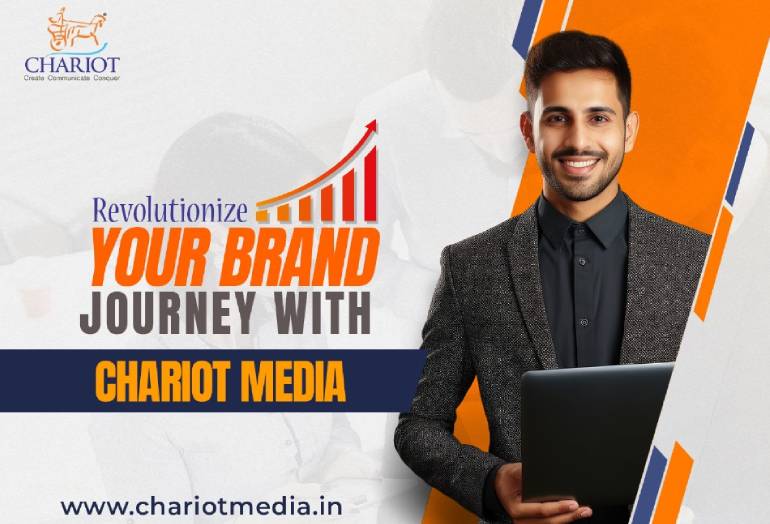 CHARIOT
Create Communicate Conquer
Revolutionize
YOUR BRAND
JOURNEY WITH
CHARIOT MEDIA
www.chariotmedia.in